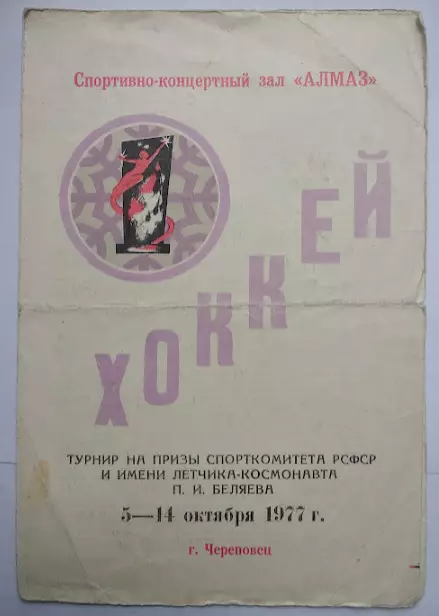 Спортивно-концертный зал «АЛМАЗ»
ХОККЕЙ
ТУРНИР НА ПРИЗЫ СПОРТКОМИТЕТА РСФСР
И ИМЕНИ ЛЕТЧИКА-КОСМОНАВТА
П. И. БЕЛЯЕВА
5—14 октября 1977 г.
г. Череповец